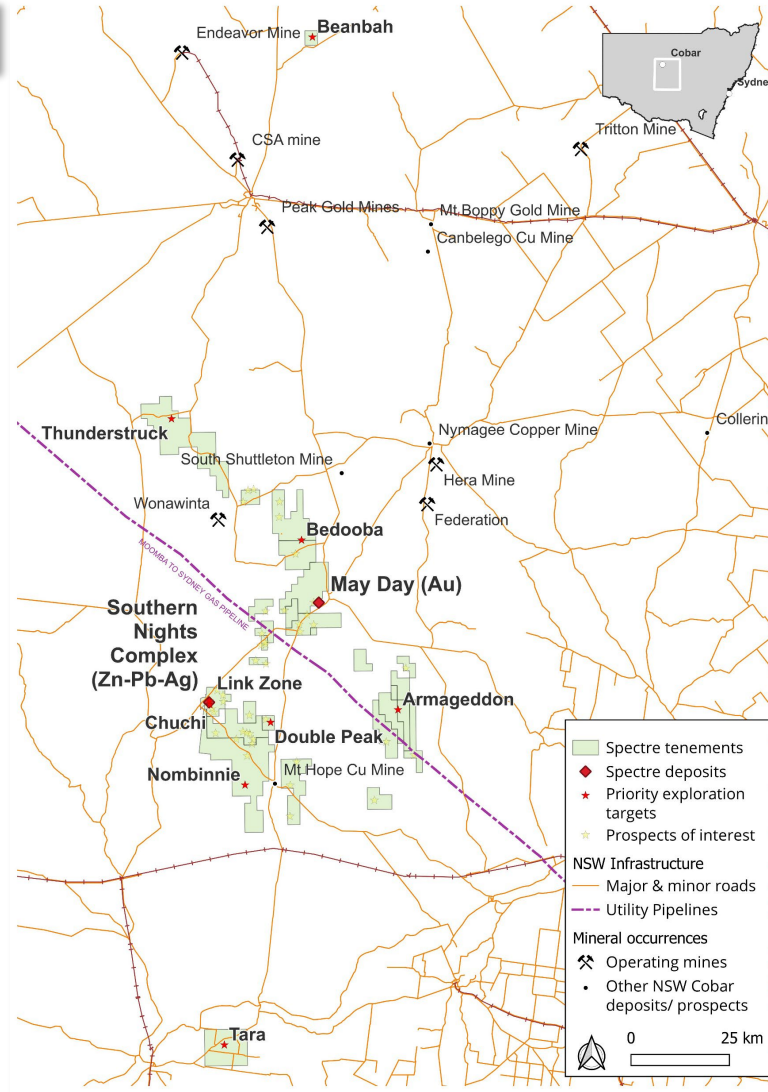 Endeavor Mine
Beanbah
Cobar
Sydne
CSA mine
Tritton Mine
Peak Gold Mines
Mt Boppy Gold Mine
Canbelego Cu Mine
Thunderstruck
Nymagee Copper Mine
Collerin
South Shuttleton Mine
Hera Mine
Wonawinta
Federation
Bedooba
MOOMBA TO SYDNEY GAS PIPELINE
May Day (Au)
Southern
Nights
Complex
(Zn-Pb-Ag)
Link Zone
Armageddon
Chuchi
Double Peak
Nombinnie
Mt Hope Cu Mine
Spectre tenements
Spectre deposits
Priority exploration
targets
Prospects of interest
NSW Infrastructure
Major & minor roads
Utility Pipelines
Mineral occurrences
Operating mines
Other NSW Cobar
deposits/ prospects
Tara
0 25 km